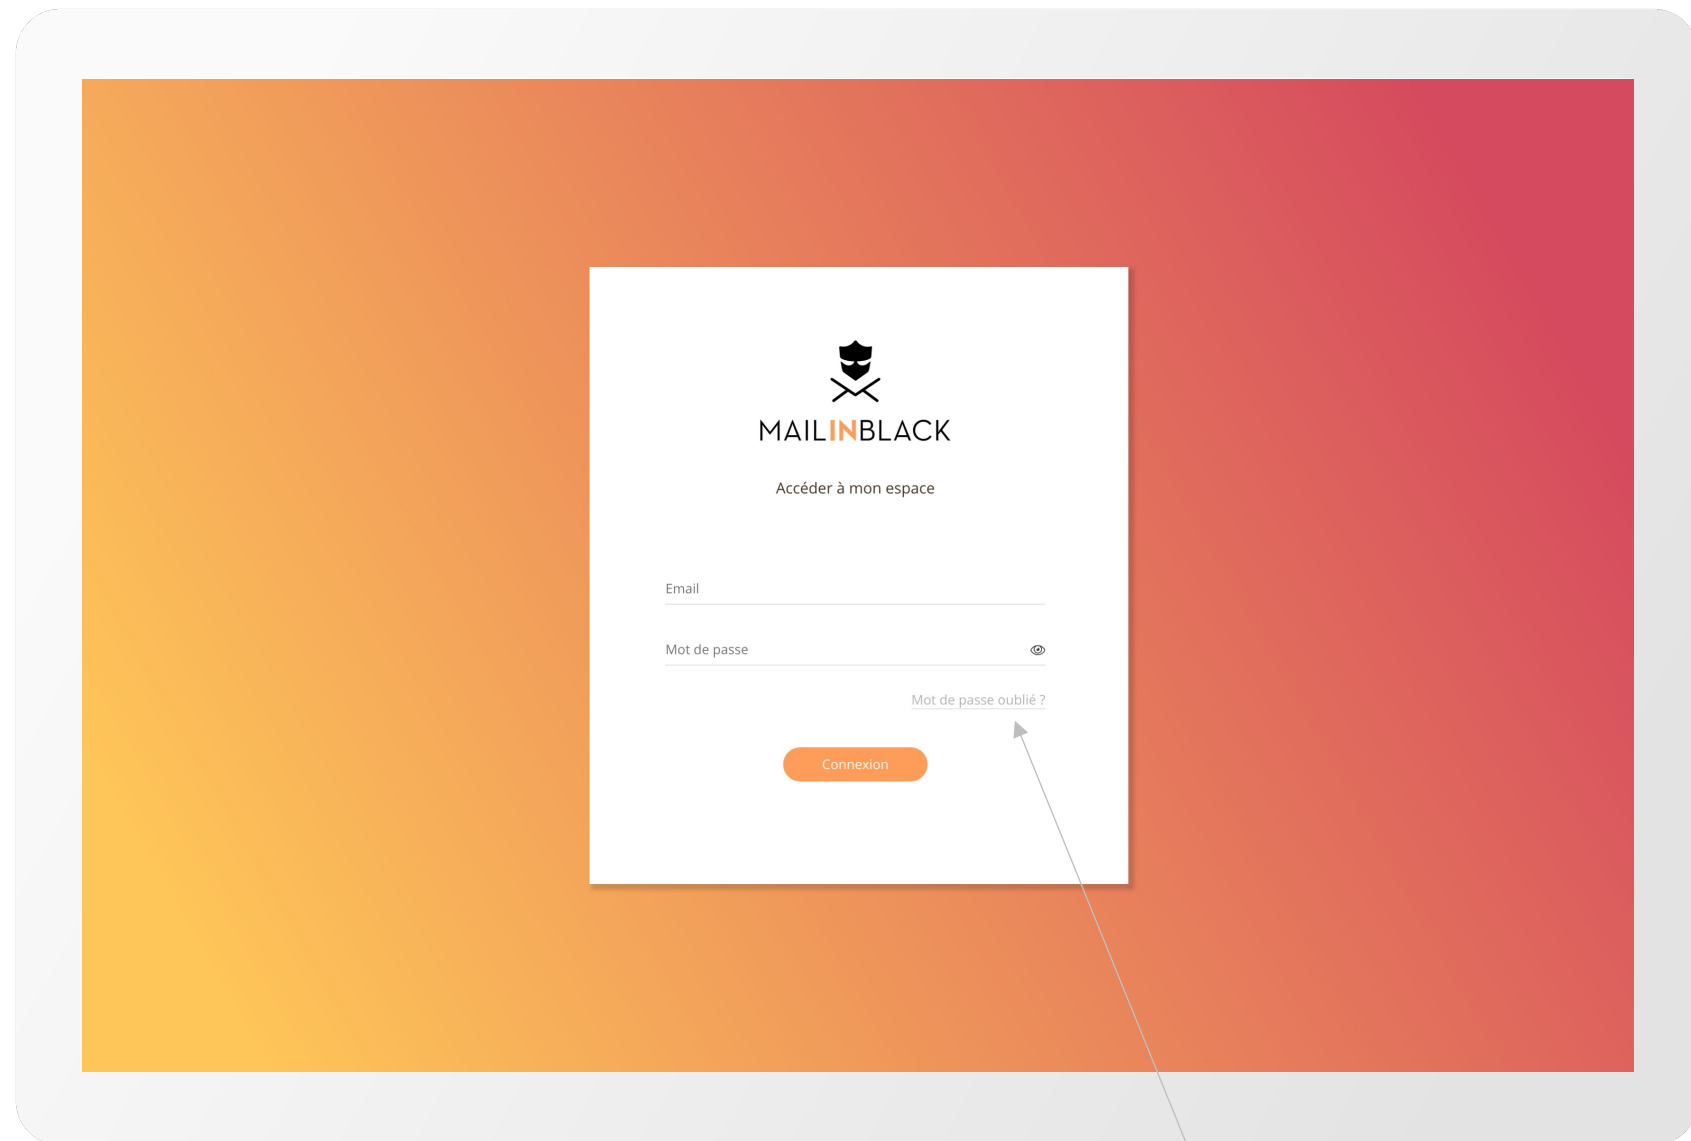 MAILINBLACK
Accéder à mon espace
Email
Mot de passe
Mot de passe oublié ?
Connexion